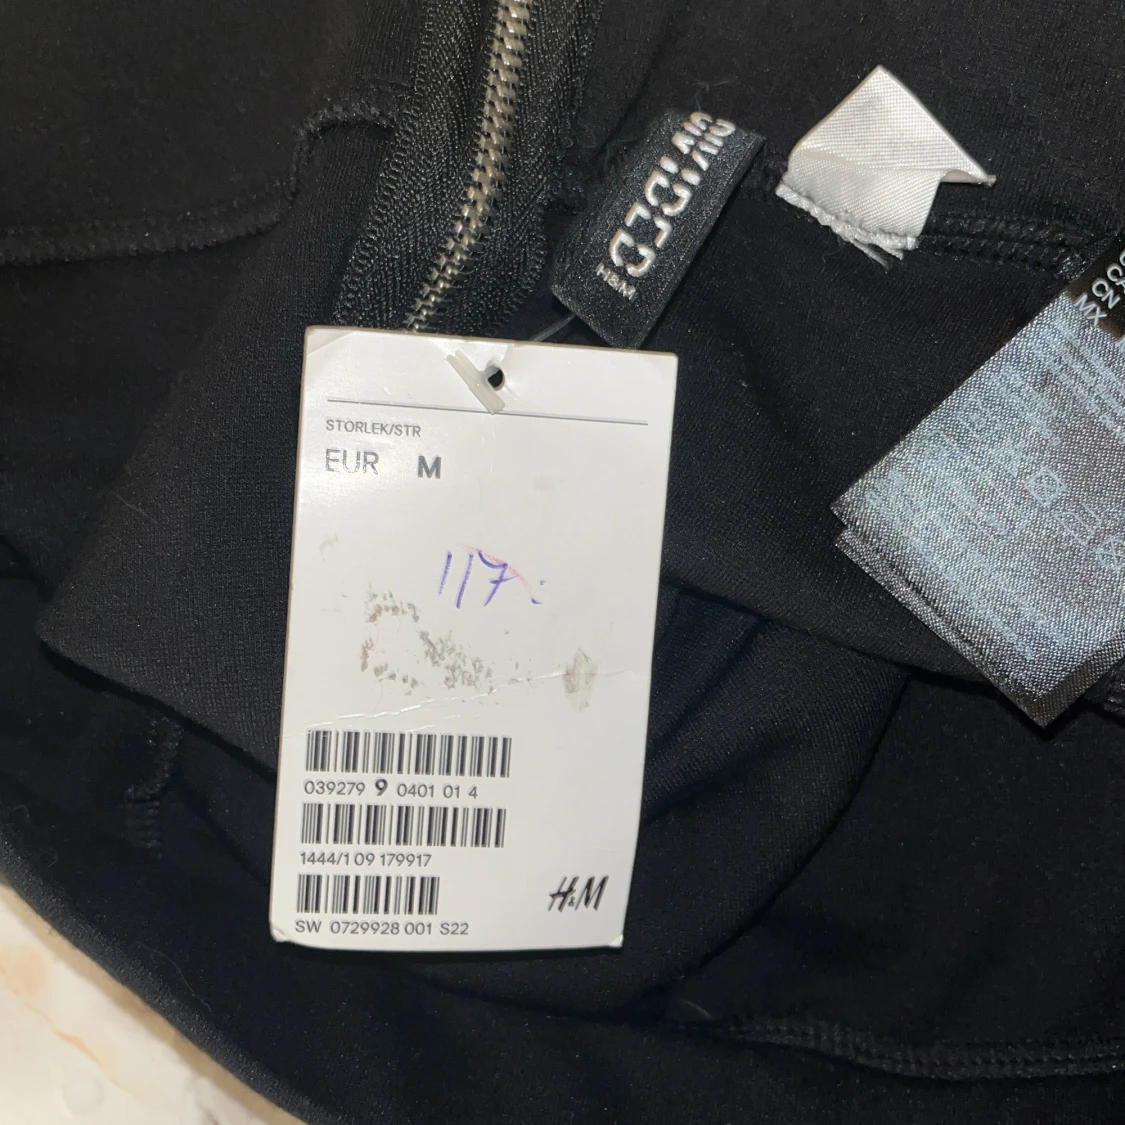 DIVIDED
H&M
STORLEK/STR
EUR M
117:
039279 9 0401 01 4
1444/1 09 179917
H&M
SW 0729928 001 S22